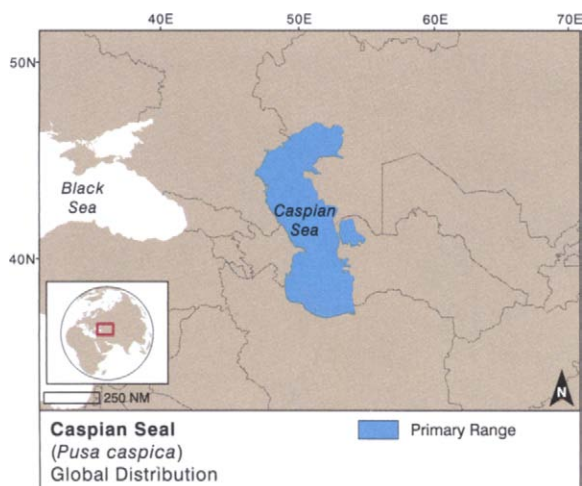 40E 50E 60E 70E
50N
Black
Sea
Caspian
Sea
40N
250 NM
N
Caspian Seal
(Pusa caspica)
Global Distribution
Primary Range